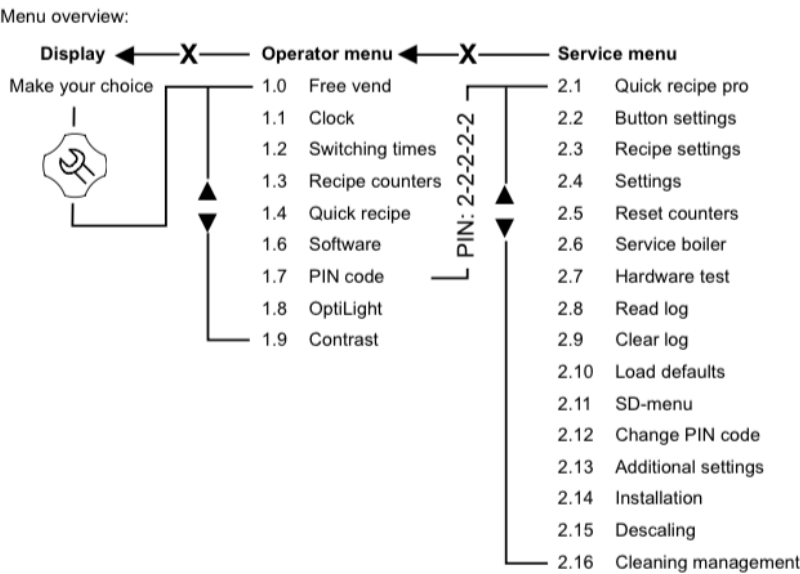 Menu overview:
Display X Operator menu X Service menu
Make your choice
1.0 Free vend
1.1 Clock
1.2 Switching times
1.3 Recipe counters
1.4 Quick recipe
1.6 Software
1.7 PIN code
1.8 OptiLight
1.9 Contrast
PIN: 2-2-2-2-2
2.1 Quick recipe pro
2.2 Button settings
2.3 Recipe settings
2.4 Settings
2.5 Reset counters
2.6 Service boiler
2.7 Hardware test
2.8 Read log
2.9 Clear log
2.10 Load defaults
2.11 SD-menu
2.12 Change PIN code
2.13 Additional settings
2.14 Installation
2.15 Descaling
2.16 Cleaning management